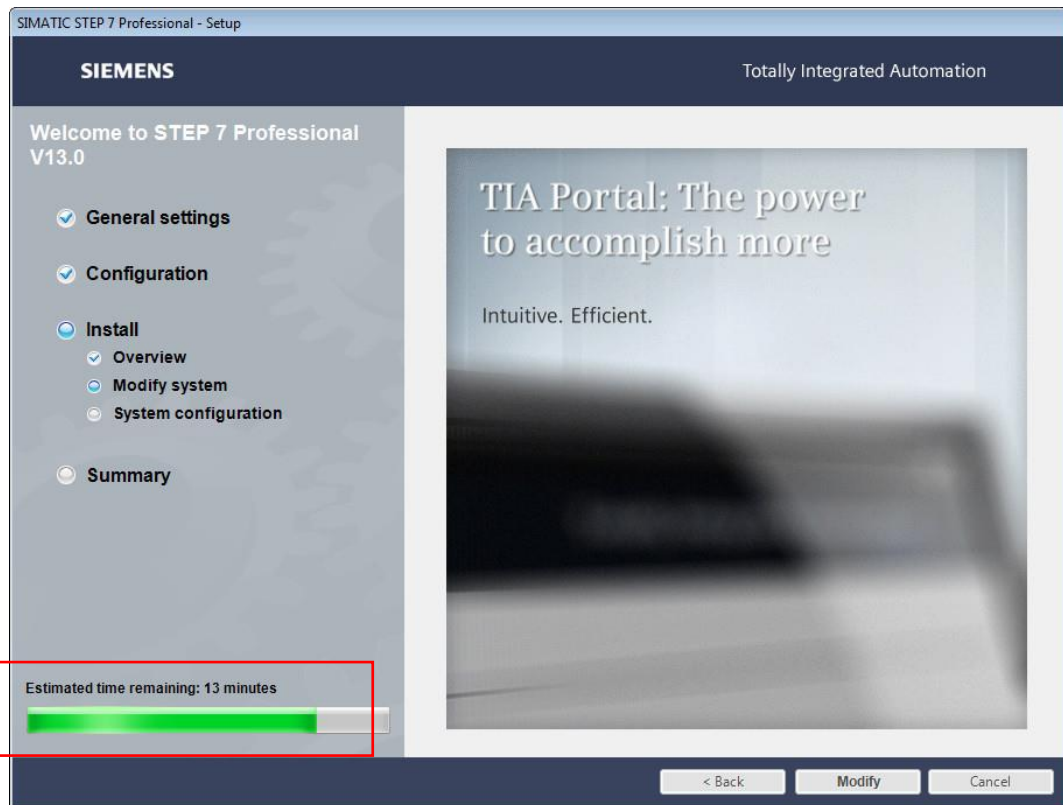 SIMATIC STEP 7 Professional - Setup
SIEMENS
Totally Integrated Automation
Welcome to STEP 7 Professional
V13.0
General settings
Configuration
Install
Overview
Modify system
System configuration
Summary
Estimated time remaining: 13 minutes
TIA Portal: The power
to accomplish more
Intuitive. Efficient.
< Back
Modify
Cancel